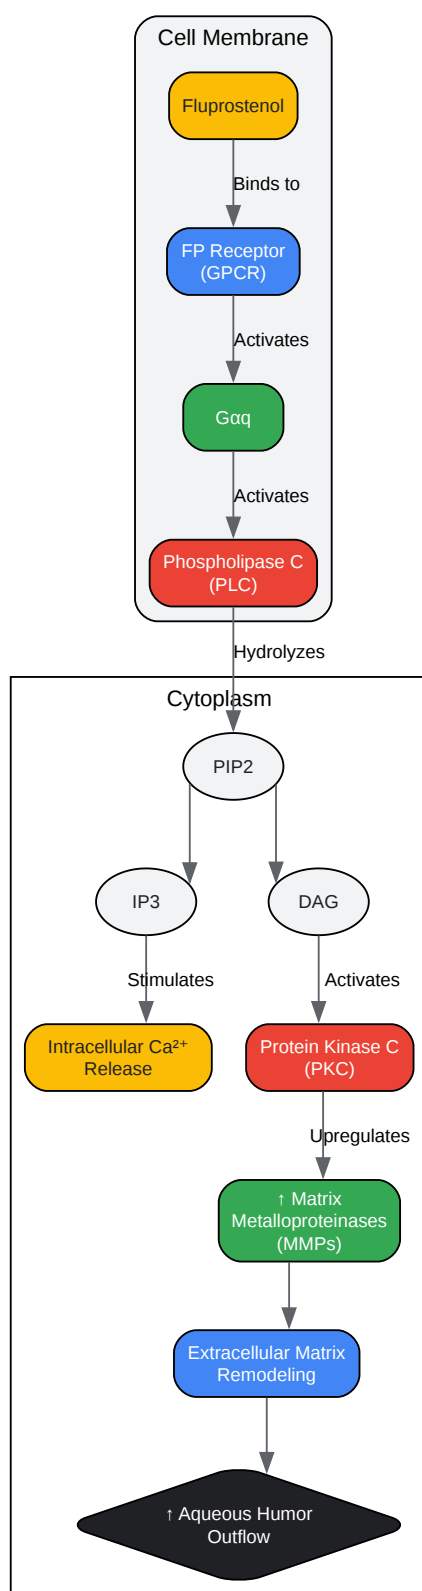 Cell Membrane
Fluprostenol
Binds to
FP Receptor
(GPCR)
Activates
Gαq
Activates
Phospholipase C
(PLC)
Hydrolyzes
Cytoplasm
PIP2
IP3
DAG
Stimulates
Activates
Intracellular Ca²⁺
Release
Protein Kinase C
(PKC)
Upregulates
↑ Matrix
Metalloproteinases
(MMPs)
Extracellular Matrix
Remodeling
↑ Aqueous Humor
Outflow